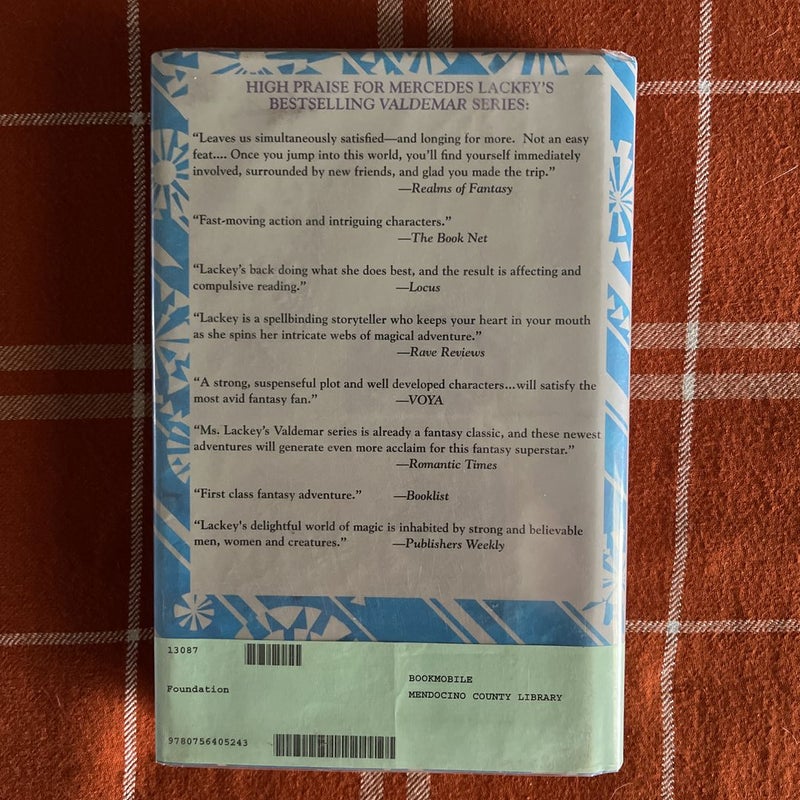 HIGH PRAISE FOR MERCEDES LACKEY'S
BESTSELLING VALDEMAR SERIES:
“Leaves us simultaneously satisfied—and longing for more. Not an easy
feat.... Once you jump into this world, you’ll find yourself immediately
involved, surrounded by new friends, and glad you made the trip.”
—Realms of Fantasy
“Fast-moving action and intriguing characters.”
—The Book Net
“Lackey’s back doing what she does best, and the result is affecting and
compulsive reading.” —Locus
“Lackey is a spellbinding storyteller who keeps your heart in your mouth
as she spins her intricate webs of magical adventure.”
—Rave Reviews
“A strong, suspenseful plot and well developed characters...will satisfy the
most avid fantasy fan.” —VOYA
“Ms. Lackey’s Valdemar series is already a fantasy classic, and these newest
adventures will generate even more acclaim for this fantasy superstar.”
—Romantic Times
“First class fantasy adventure.” —Booklist
“Lackey’s delightful world of magic is inhabited by strong and believable
men, women and creatures.” —Publishers Weekly
13087
Foundation
BOOKMOBILE
MENDOCINO COUNTY LIBRARY
9780756405243